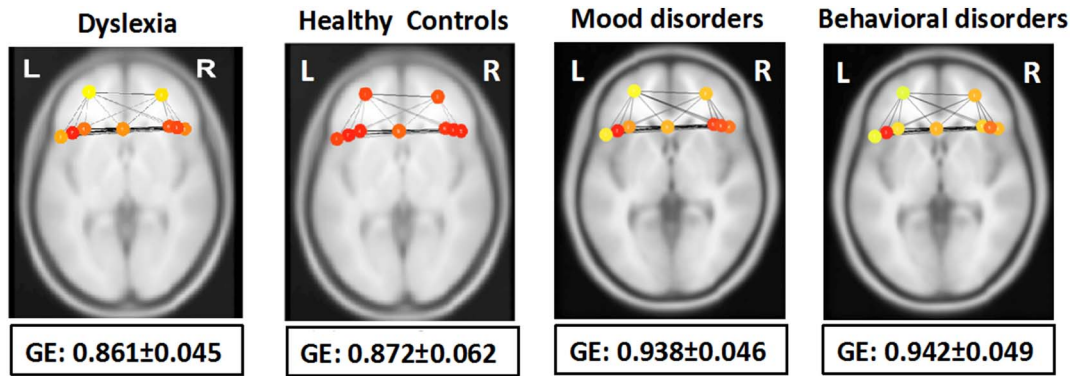 Dyslexia
Healthy Controls
Mood disorders
Behavioral disorders
L R
L R
L R
L R
GE: 0.861±0.045
GE: 0.872±0.062
GE: 0.938±0.046
GE: 0.942±0.049